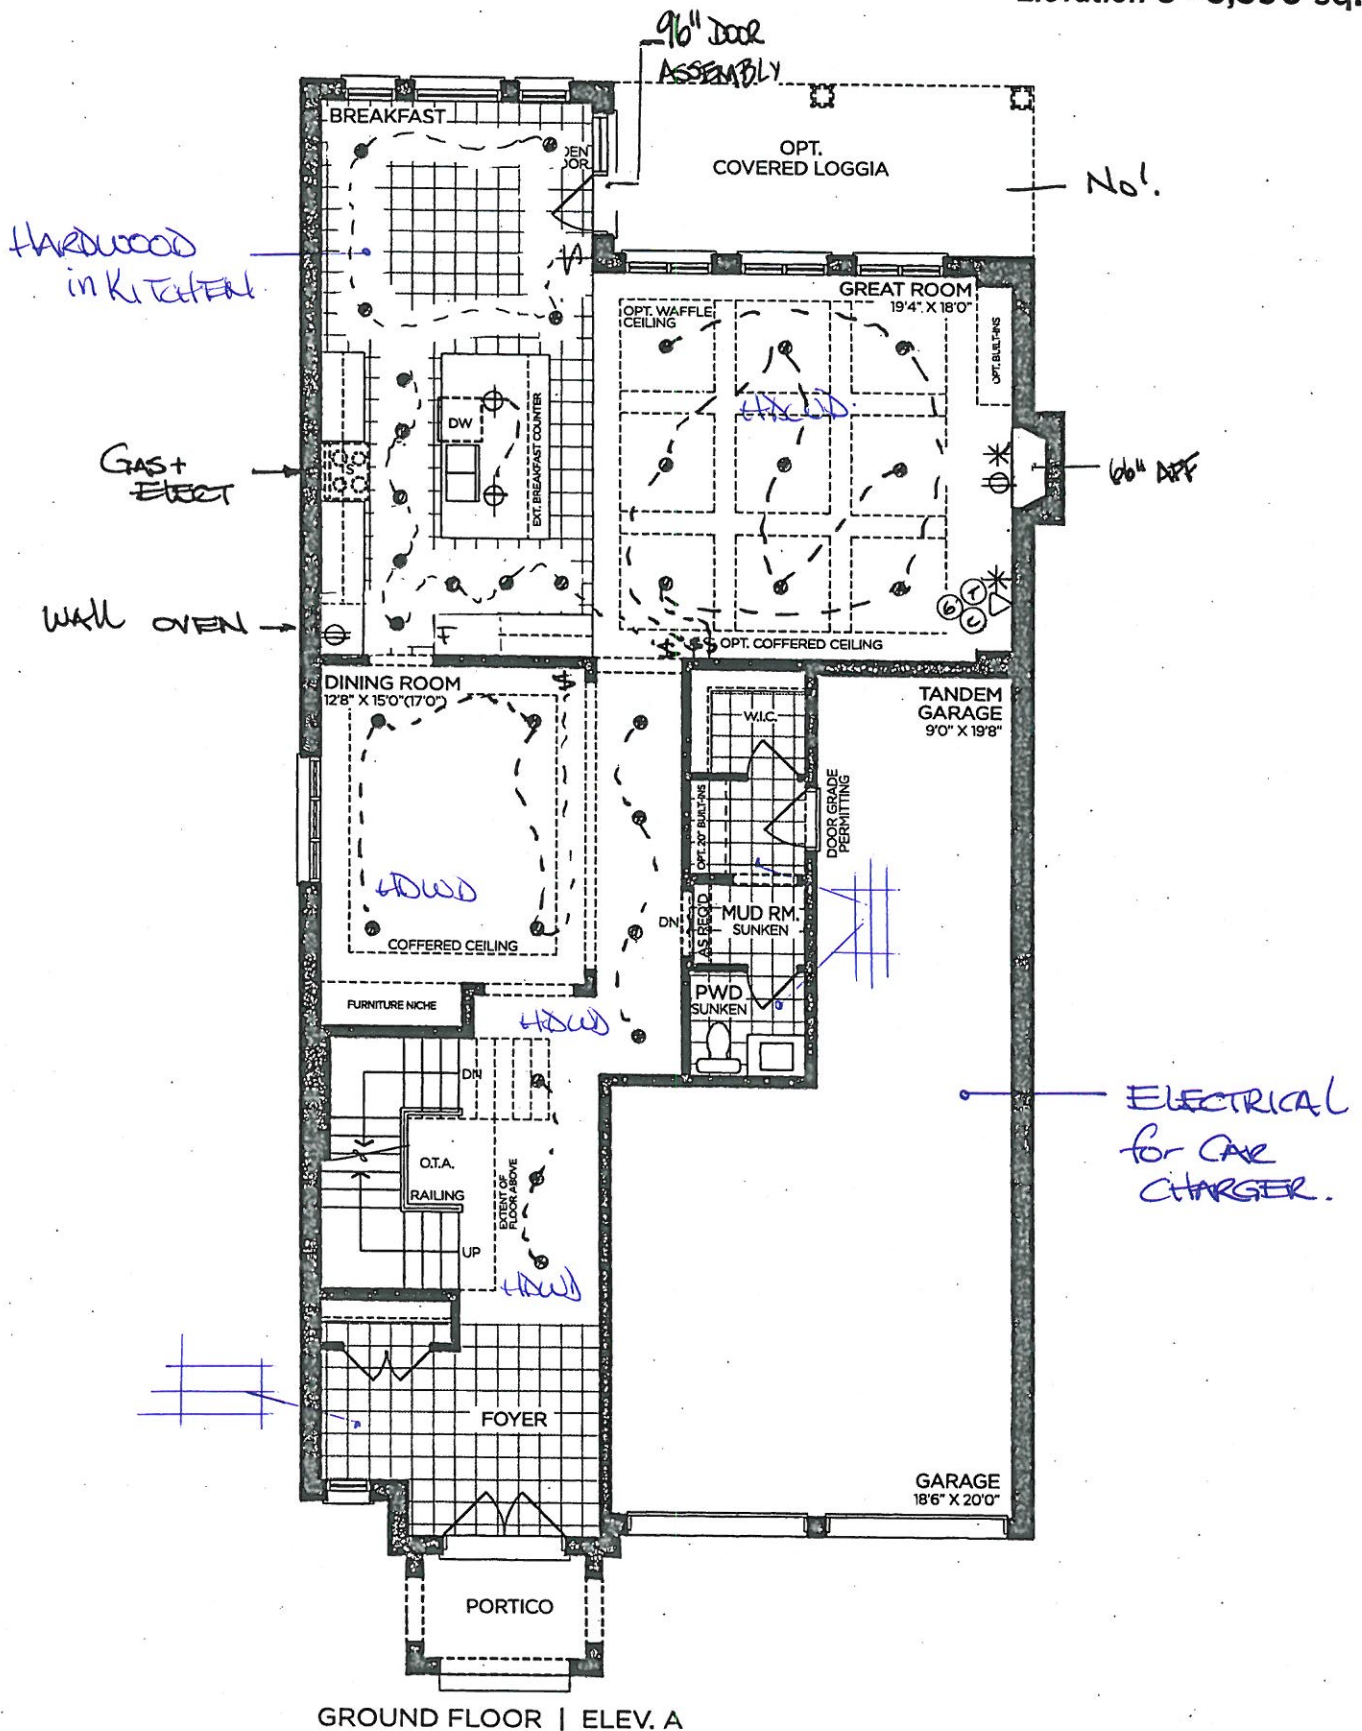 96" DOOR
ASSEMBLY
BREAKFAST
OPT.
COVERED LOGGIA
No!
HARDWOOD
in KITCHEN
GREAT ROOM
19'4" X 18'0"
OPT. WAFFLE
CEILING
OPT. BUILT-INS
HDWD
DW
EXT. BREAKFAST COUNTER
GAS +
ELECT
S
66" AFF
WALL OVEN
F
6
T
C
$ $$
OPT. COFFERED CEILING
DINING ROOM
12'8" X 15'0"(17'0")
$
W.I.C.
TANDEM
GARAGE
9'0" X 19'8"
OPT. 20" BUILT-INS
DOOR GRADE
PERMITTING
HDWD
COFFERED CEILING
DN
AS REQ'D
MUD RM.
SUNKEN
PWD
SUNKEN
FURNITURE NICHE
HDWD
DN
O.T.A.
RAILING
EXTENT OF
FLOOR ABOVE
UP
ELECTRICAL
for CAR
CHARGER.
HDWD
FOYER
GARAGE
18'6" X 20'0"
PORTICO
GROUND FLOOR | ELEV. A